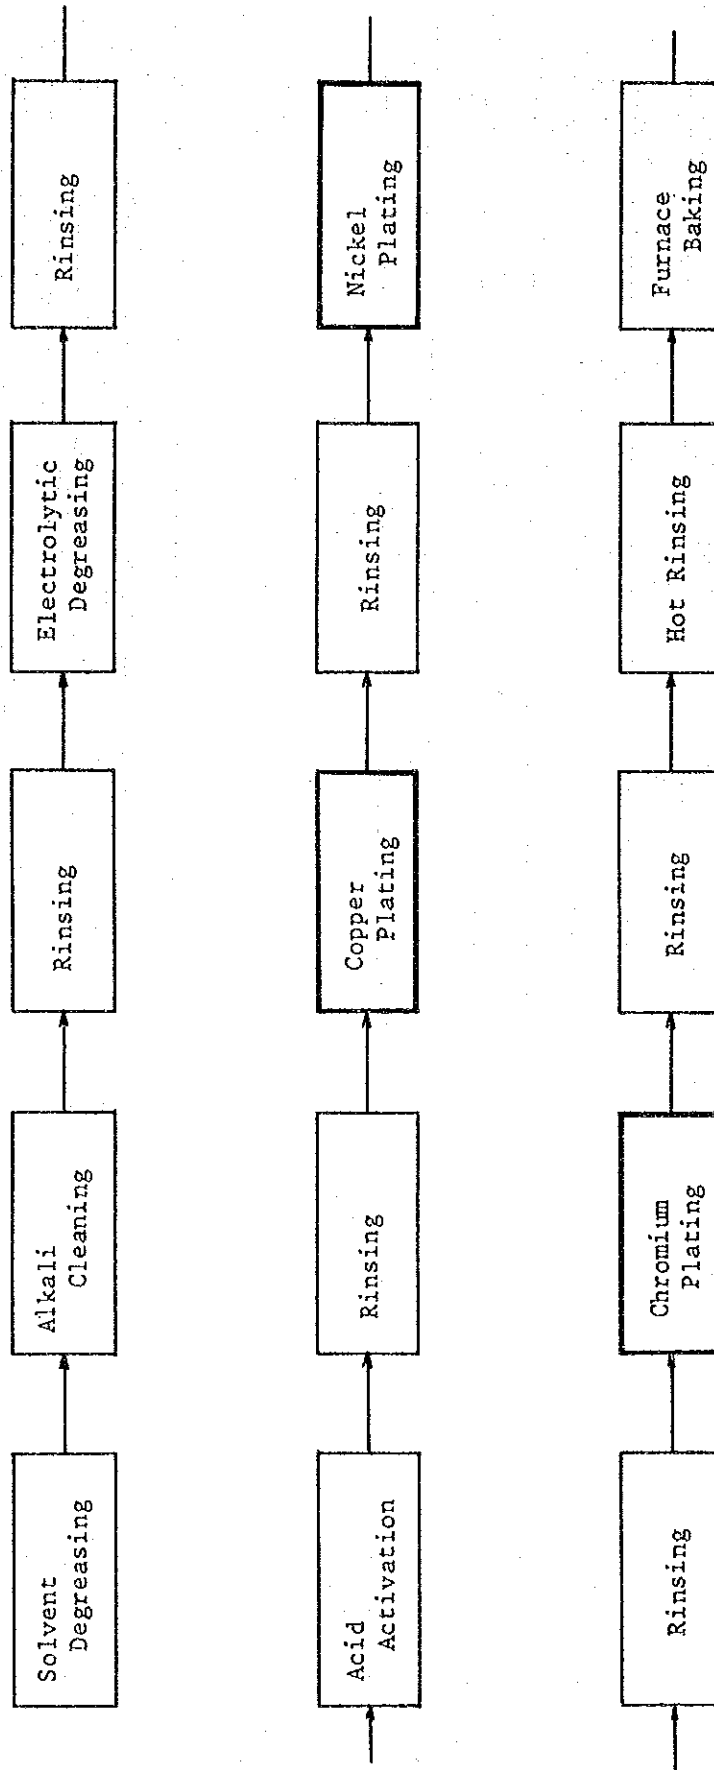 Solvent
Degreasing
Alkali
Cleaning
Rinsing
Electrolytic
Degreasing
Rinsing
Acid
Activation
Rinsing
Copper
Plating
Rinsing
Nickel
Plating
Rinsing
Chromium
Plating
Rinsing
Hot Rinsing
Furnace
Baking